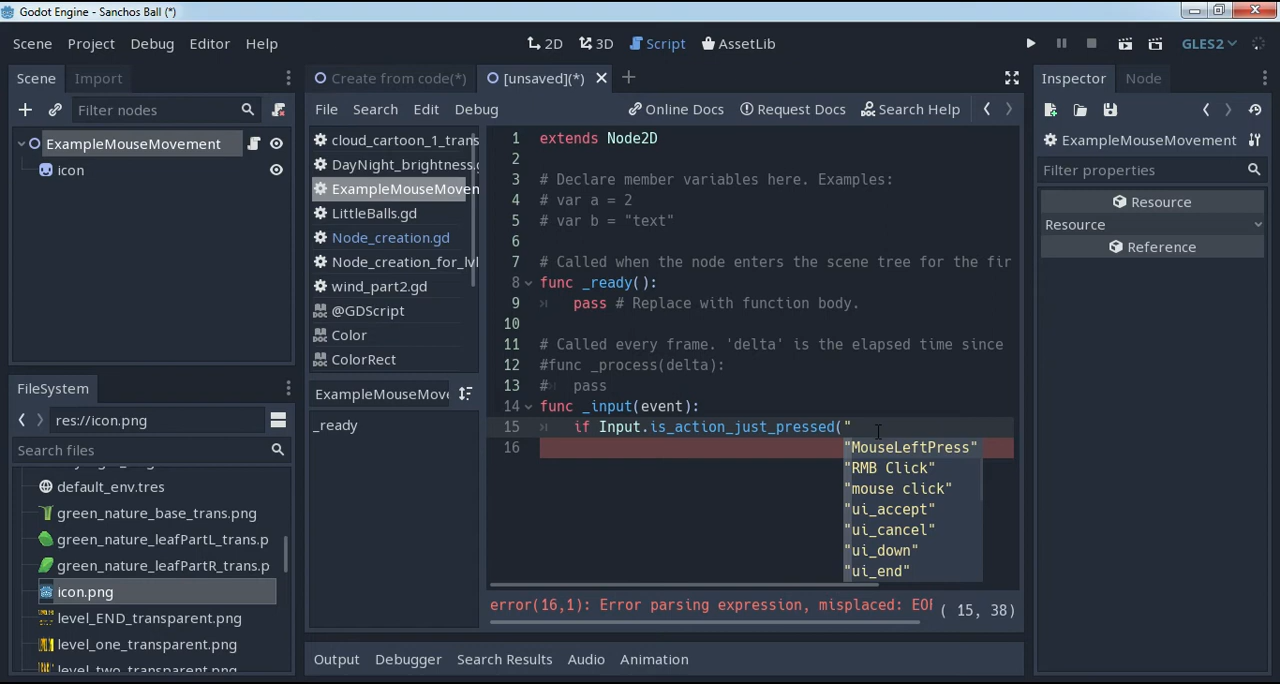 Godot Engine - Sanchos Ball (*)
Scene Project Debug Editor Help
2D 3D Script AssetLib
GLES2
Scene Import
Filter nodes
ExampleMouseMovement
icon
FileSystem
res://icon.png
Search files
default_env.tres
green_nature_base_trans.png
green_nature_leafPartL_trans.p
green_nature_leafPartR_trans.p
icon.png
level_END_transparent.png
level_one_transparent.png
level_two_transparent.png
Create from code(*) [unsaved](*)
File Search Edit Debug
Online Docs Request Docs Search Help
cloud_cartoon_1_trans
DayNight_brightness.g
ExampleMouseMoven
LittleBalls.gd
Node_creation.gd
Node_creation_for_lvl
wind_part2.gd
@GDScript
Color
ColorRect
ExampleMouseMove
_ready
1 extends Node2D
2
3 # Declare member variables here. Examples:
4 # var a = 2
5 # var b = "text"
6
7 # Called when the node enters the scene tree for the fir
8 func _ready():
9 pass # Replace with function body.
10
11 # Called every frame. 'delta' is the elapsed time since
12 #func _process(delta):
13 # pass
14 func _input(event):
15 if Input.is_action_just_pressed("
16
"MouseLeftPress"
"RMB Click"
"mouse click"
"ui_accept"
"ui_cancel"
"ui_down"
"ui_end"
error(16,1): Error parsing expression, misplaced: EOF
( 15, 38)
Output Debugger Search Results Audio Animation
Inspector Node
ExampleMouseMovement
Filter properties
Resource
Resource
Reference